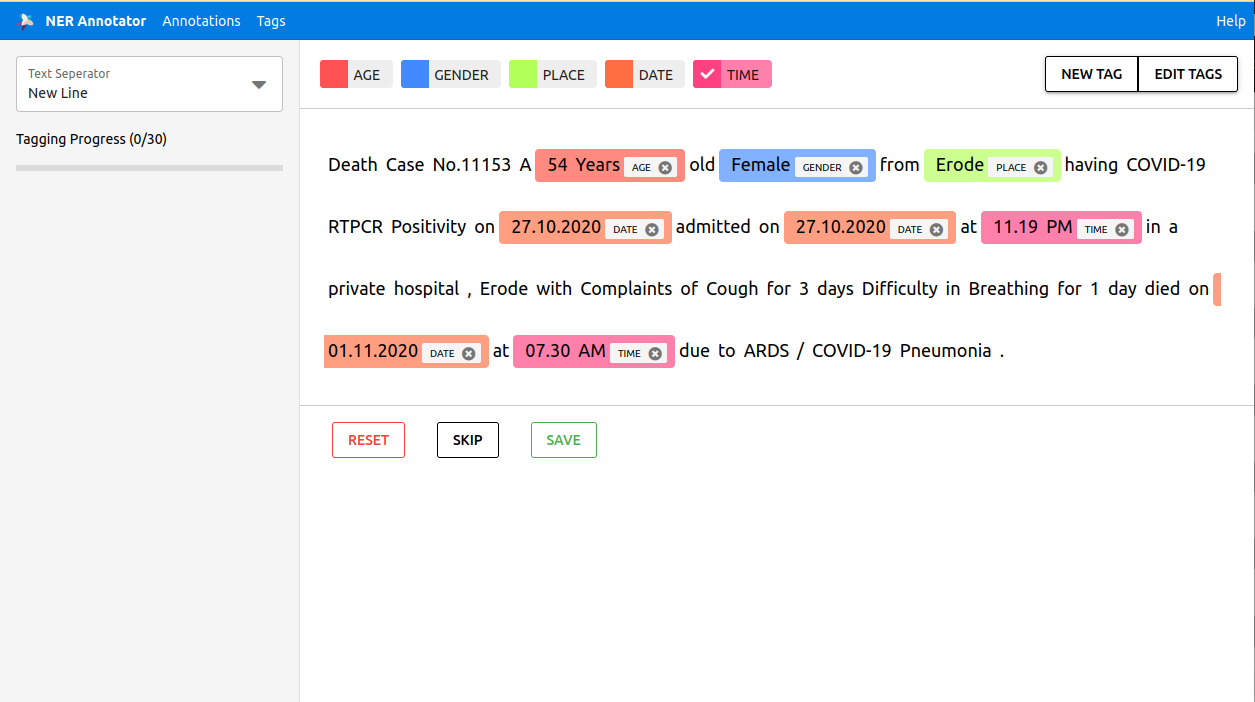 NER Annotator Annotations Tags Help
Text Seperator
New Line
Tagging Progress (0/30)
AGE GENDER PLACE DATE TIME NEW TAG EDIT TAGS
Death Case No.11153 A 54 Years AGE old Female GENDER from Erode PLACE having COVID-19
RTPCR Positivity on 27.10.2020 DATE admitted on 27.10.2020 DATE at 11.19 PM TIME in a
private hospital , Erode with Complaints of Cough for 3 days Difficulty in Breathing for 1 day died on
01.11.2020 DATE at 07.30 AM TIME due to ARDS / COVID-19 Pneumonia .
RESET SKIP SAVE